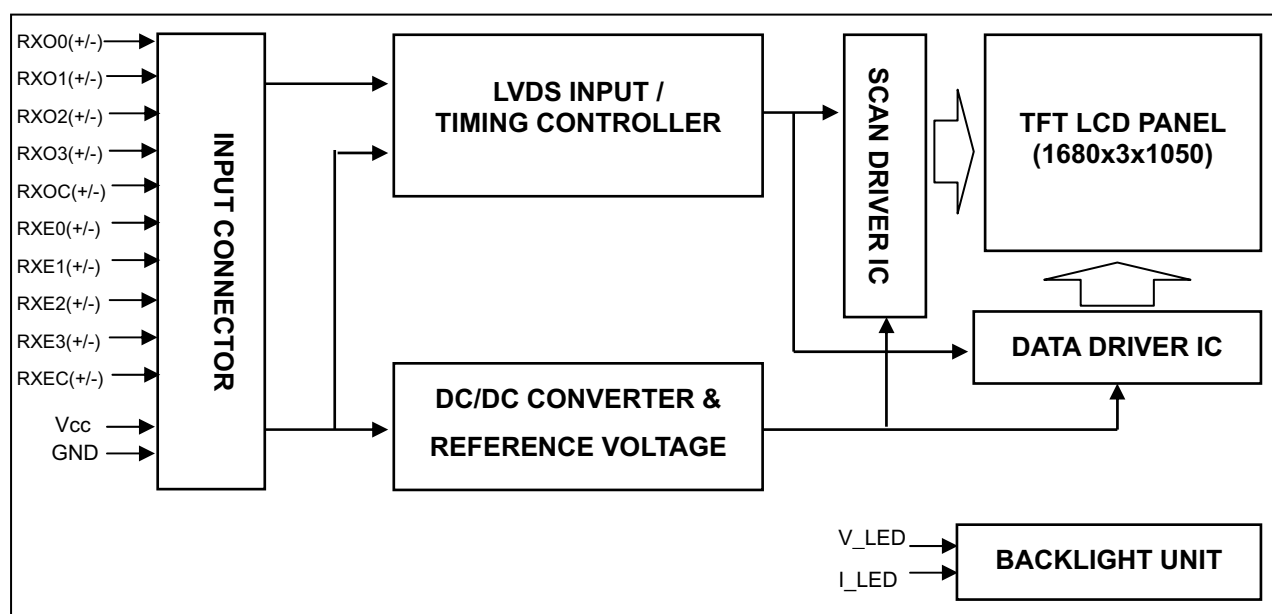 RXO0(+/-)
RXO1(+/-)
RXO2(+/-)
RXO3(+/-)
RXOC(+/-)
RXE0(+/-)
RXE1(+/-)
RXE2(+/-)
RXE3(+/-)
RXEC(+/-)
Vcc
GND
INPUT CONNECTOR
LVDS INPUT /
TIMING CONTROLLER
DC/DC CONVERTER &
REFERENCE VOLTAGE
SCAN DRIVER IC
TFT LCD PANEL
(1680x3x1050)
DATA DRIVER IC
V_LED
I_LED
BACKLIGHT UNIT